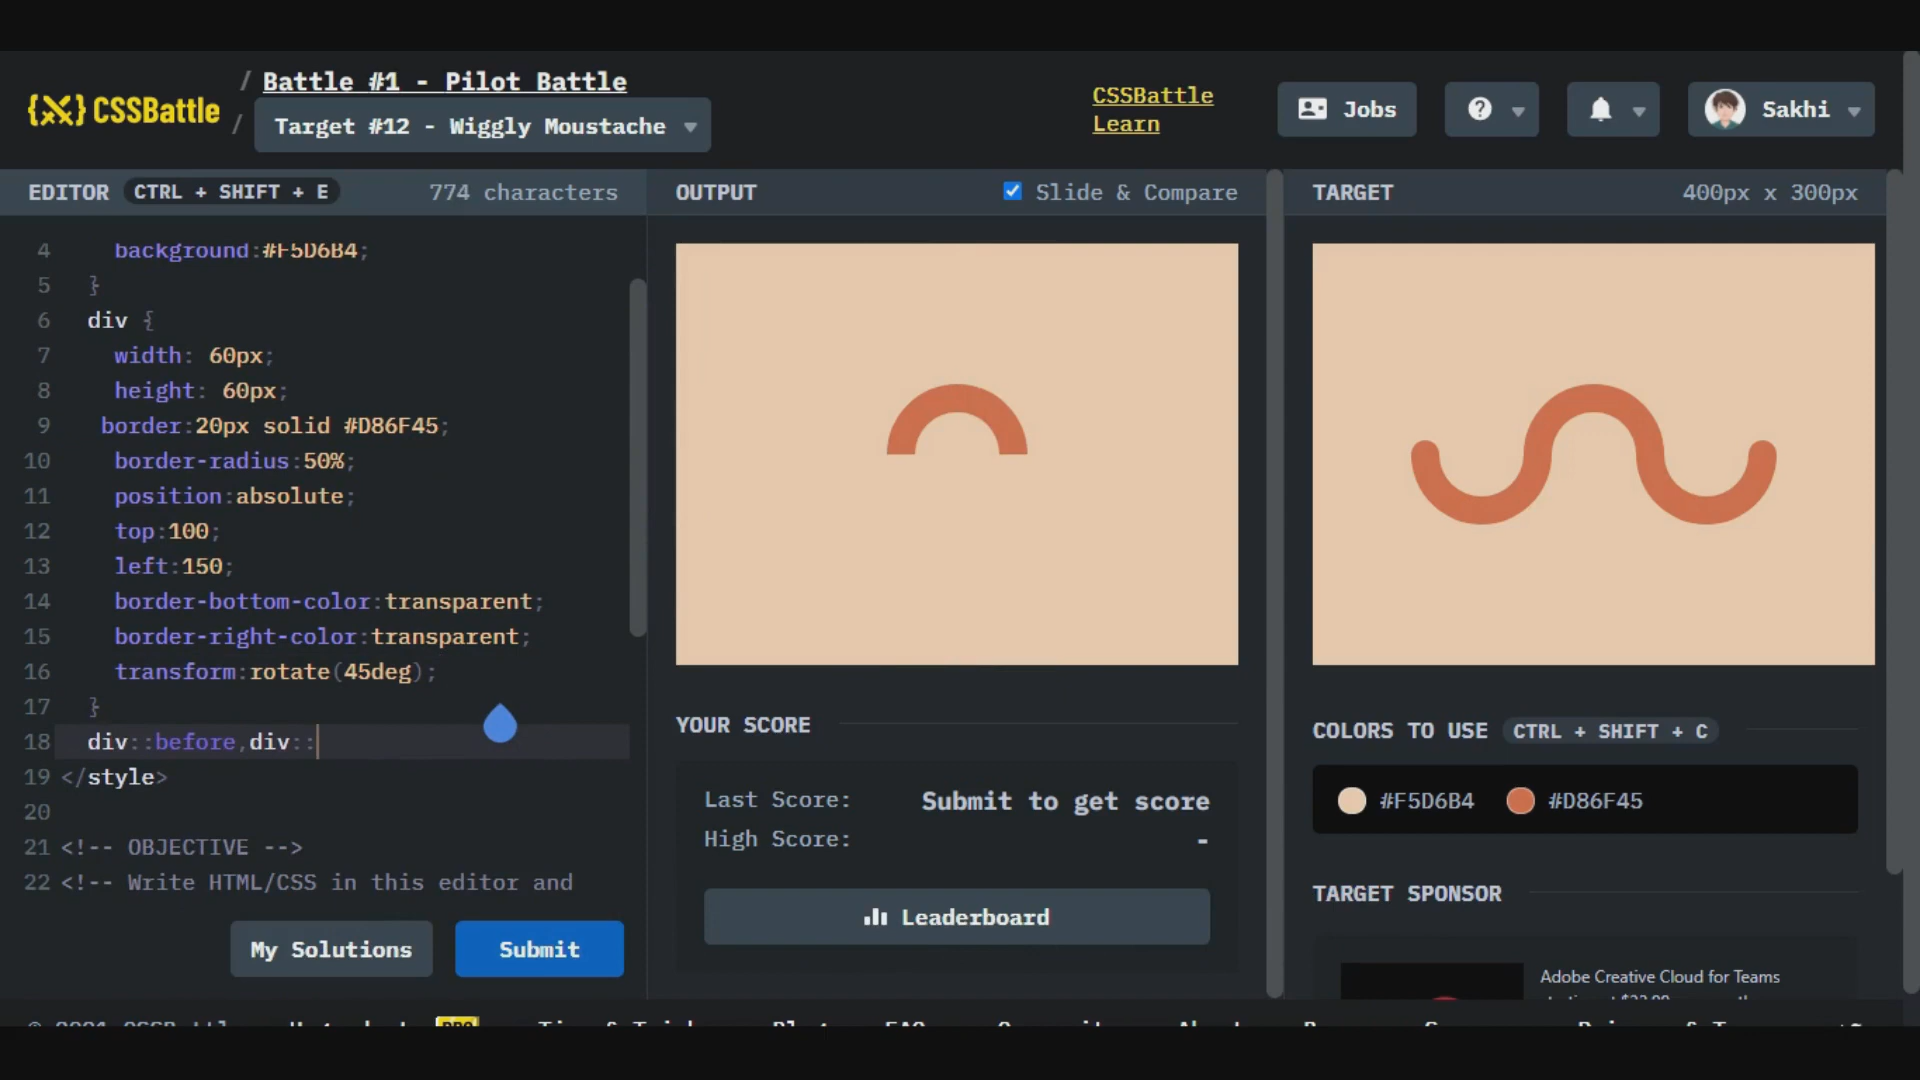 {X} CSSBattle
/ Battle #1 - Pilot Battle
/ Target #12 - Wiggly Moustache
CSSBattle
Learn
Jobs
Sakhi
EDITOR CTRL + SHIFT + E 774 characters
4 background:#F5D6B4;
5 }
6 div {
7 width: 60px;
8 height: 60px;
9 border:20px solid #D86F45;
10 border-radius:50%;
11 position:absolute;
12 top:100;
13 left:150;
14 border-bottom-color:transparent;
15 border-right-color:transparent;
16 transform:rotate(45deg);
17 }
18 div::before,div::
19 </style>
20
21 <!-- OBJECTIVE -->
22 <!-- Write HTML/CSS in this editor and
My Solutions Submit
OUTPUT Slide & Compare
YOUR SCORE
Last Score: Submit to get score
High Score: -
Leaderboard
TARGET 400px x 300px
COLORS TO USE CTRL + SHIFT + C
#F5D6B4 #D86F45
TARGET SPONSOR
Adobe Creative Cloud for Teams